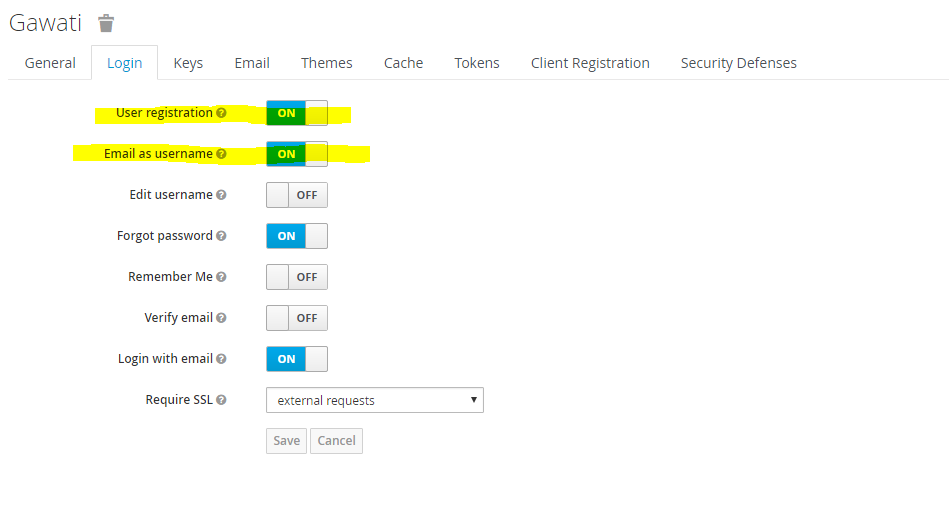 Gawati
General Login Keys Email Themes Cache Tokens Client Registration Security Defenses
User registration ? ON
Email as username ? ON
Edit username ? OFF
Forgot password ? ON
Remember Me ? OFF
Verify email ? OFF
Login with email ? ON
Require SSL ? external requests
Save Cancel